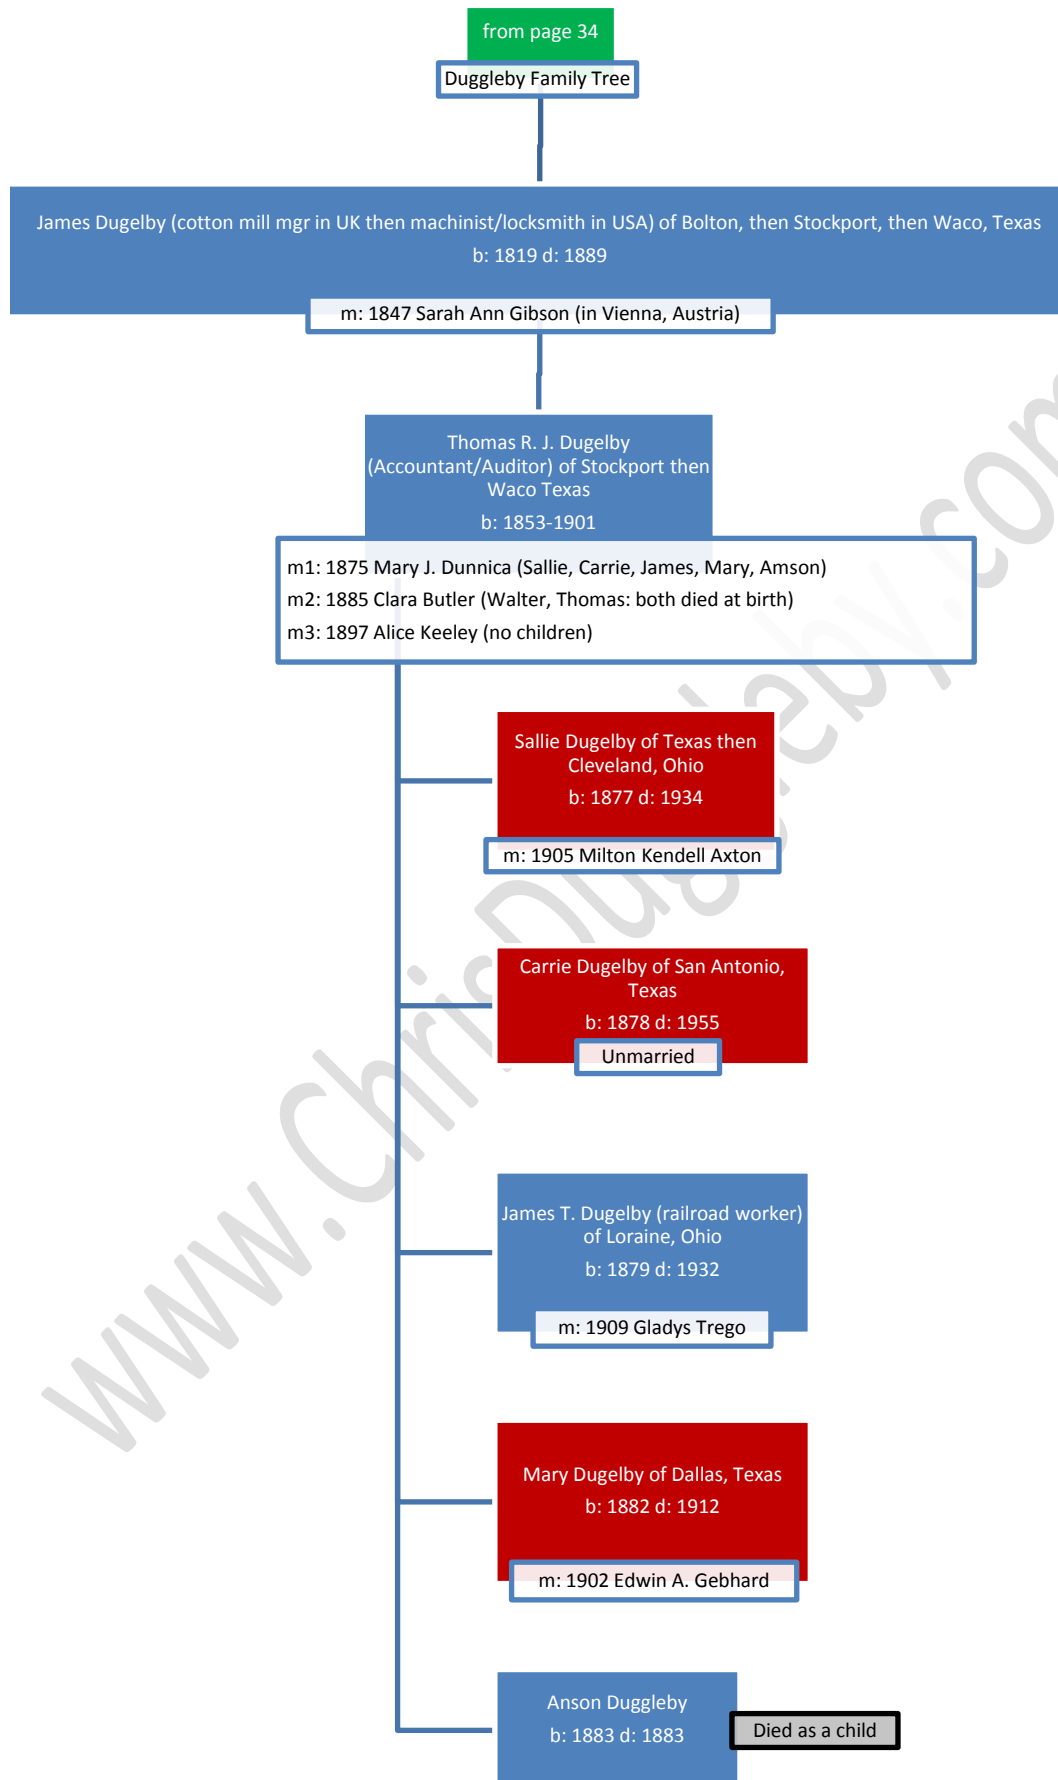 from page 34
Duggleby Family Tree
James Dugelby (cotton mill mgr in UK then machinist/locksmith in USA) of Bolton, then Stockport, then Waco, Texas
b: 1819 d: 1889
m: 1847 Sarah Ann Gibson (in Vienna, Austria)
Thomas R. J. Dugelby
(Accountant/Auditor) of Stockport then
Waco Texas
b: 1853-1901
m1: 1875 Mary J. Dunnica (Sallie, Carrie, James, Mary, Amson)
m2: 1885 Clara Butler (Walter, Thomas: both died at birth)
m3: 1897 Alice Keeley (no children)
Sallie Dugelby of Texas then
Cleveland, Ohio
b: 1877 d: 1934
m: 1905 Milton Kendell Axton
Carrie Dugelby of San Antonio,
Texas
b: 1878 d: 1955
Unmarried
James T. Dugelby (railroad worker)
of Loraine, Ohio
b: 1879 d: 1932
m: 1909 Gladys Trego
Mary Dugelby of Dallas, Texas
b: 1882 d: 1912
m: 1902 Edwin A. Gebhard
Anson Duggleby
b: 1883 d: 1883
Died as a child
www.ChrisDuggleby.com